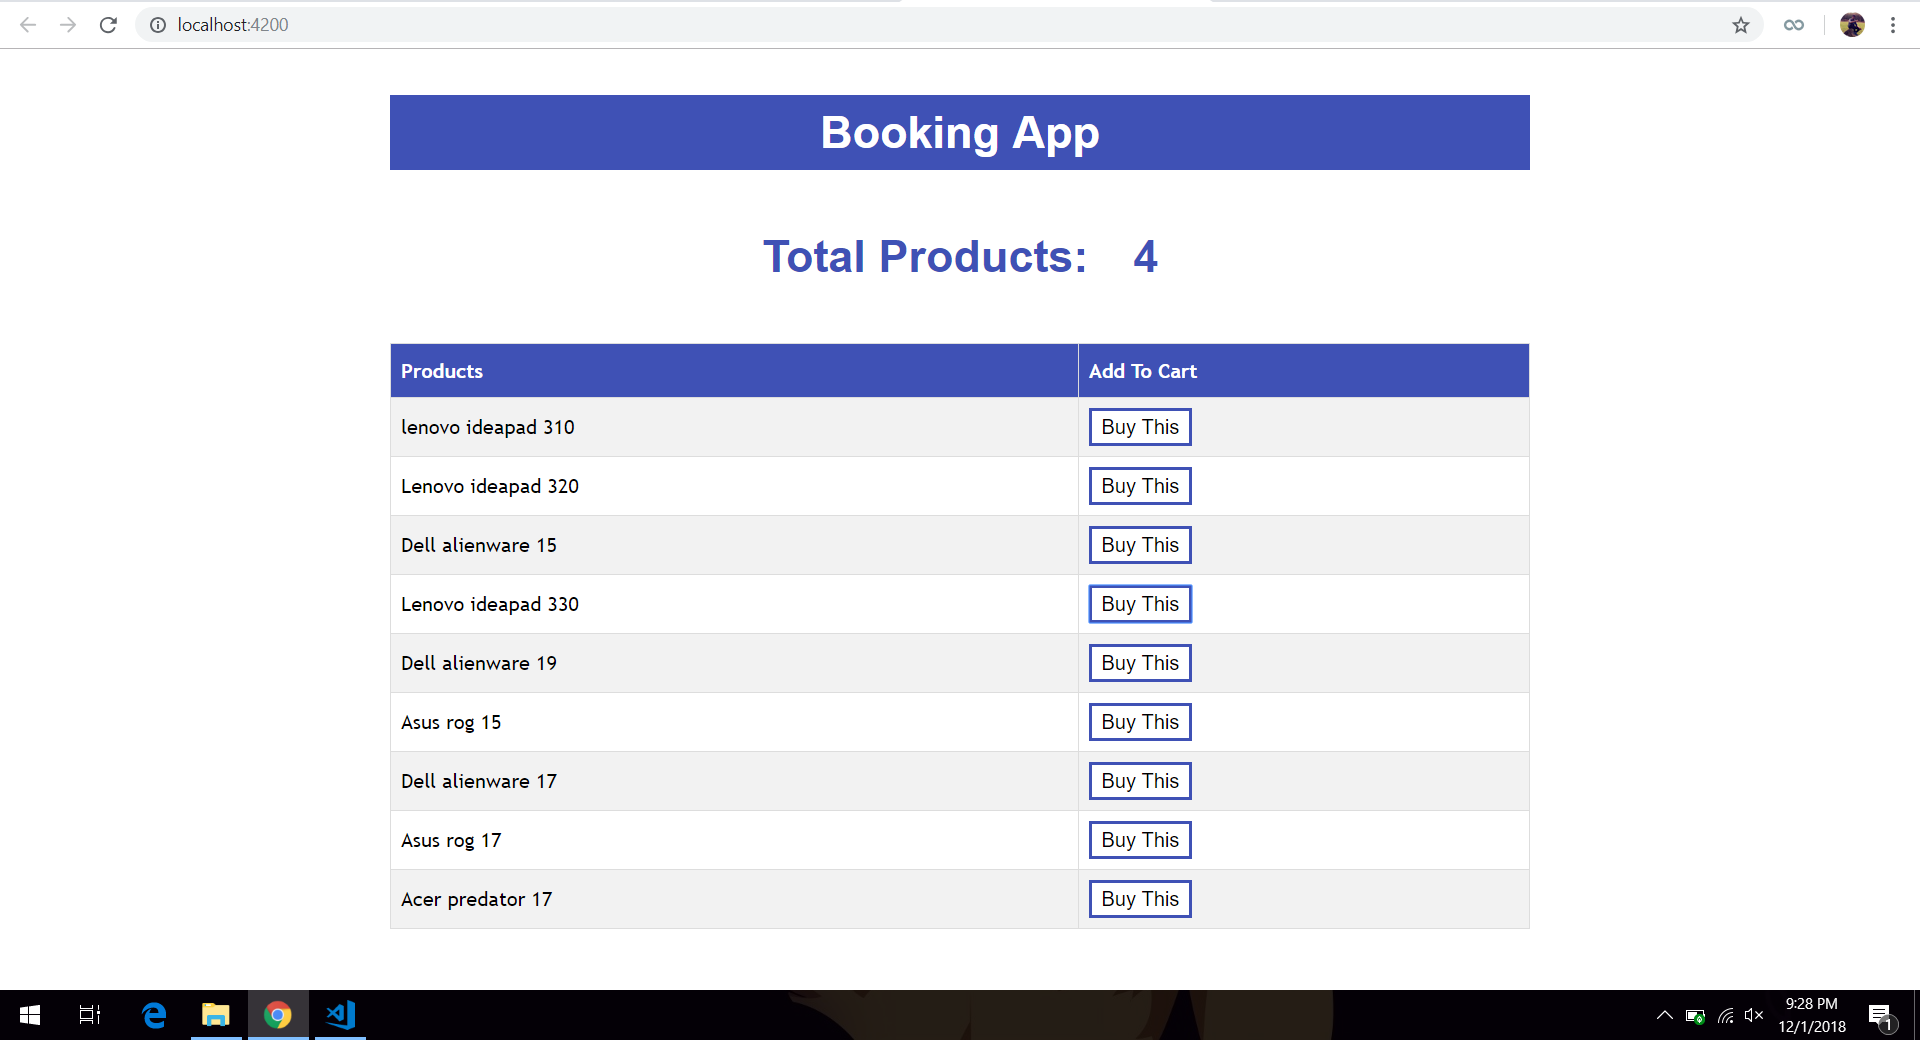 localhost:4200
Booking App
Total Products: 4
Products Add To Cart
lenovo ideapad 310 Buy This
Lenovo ideapad 320 Buy This
Dell alienware 15 Buy This
Lenovo ideapad 330 Buy This
Dell alienware 19 Buy This
Asus rog 15 Buy This
Dell alienware 17 Buy This
Asus rog 17 Buy This
Acer predator 17 Buy This
9:28 PM
12/1/2018
1